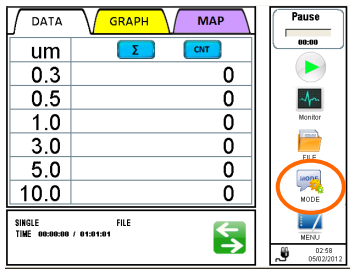 DATA GRAPH MAP
um Σ CNT
0.3 0
0.5 0
1.0 0
3.0 0
5.0 0
10.0 0
SINGLE FILE
TIME 00:00:00 / 01:01:01
Pause
00:00
Monitor
FILE
MODE
MODE
MENU
02:58
05/02/2012